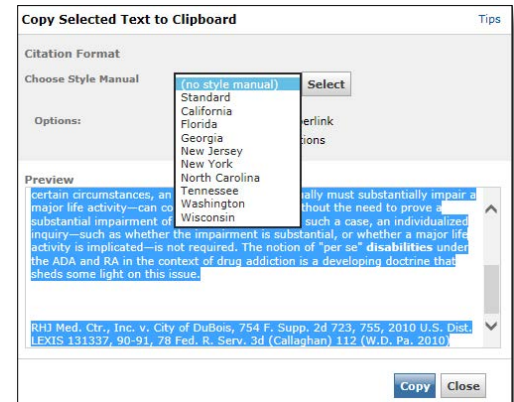 Copy Selected Text to Clipboard
Tips
Citation Format
Choose Style Manual
(no style manual)
Select
Standard
California
Florida
Georgia
New Jersey
New York
North Carolina
Tennessee
Washington
Wisconsin
Options:
Preview
certain circumstances, an ally must substantially impair a
major life activity—can co hout the need to prove a
substantial impairment of such a case, an individualized
inquiry—such as whether the impairment is substantial, or whether a major life
activity is implicated—is not required. The notion of "per se" disabilities under
the ADA and RA in the context of drug addiction is a developing doctrine that
sheds some light on this issue.
RHJ Med. Ctr., Inc. v. City of DuBois, 754 F. Supp. 2d 723, 755, 2010 U.S. Dist.
LEXIS 131337, 90-91, 78 Fed. R. Serv. 3d (Callaghan) 112 (W.D. Pa. 2010)
Copy
Close